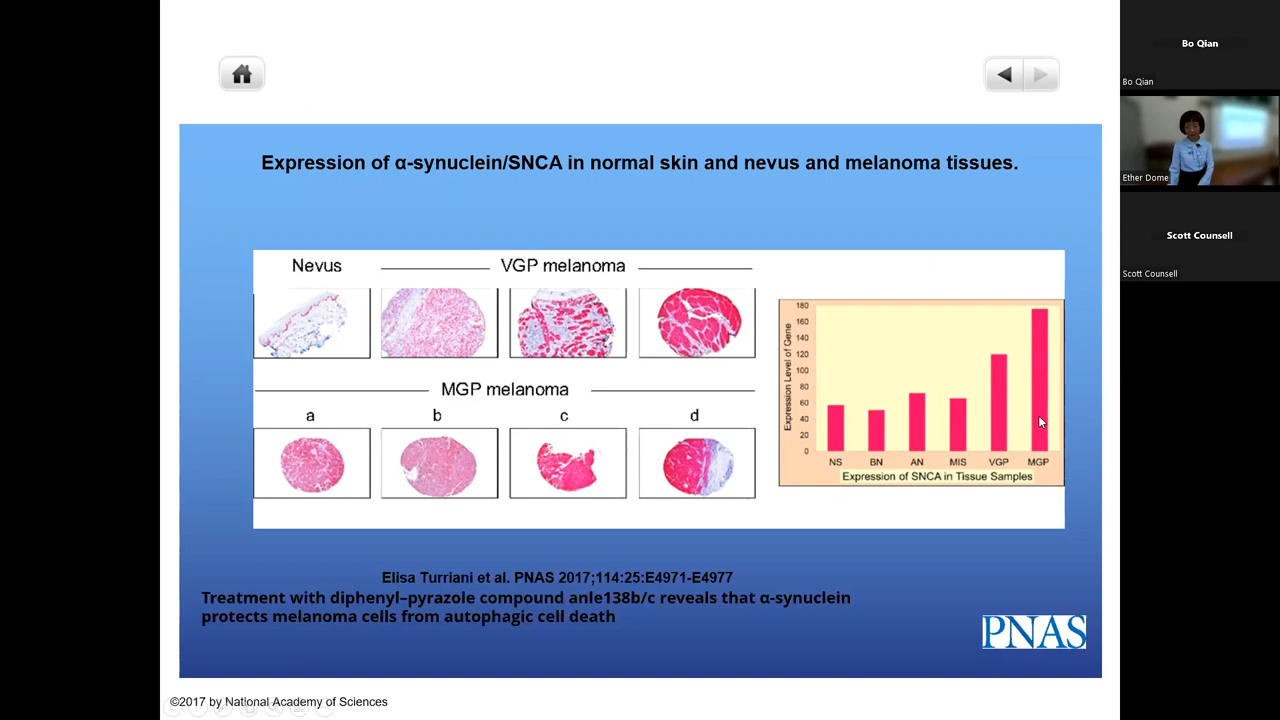 Expression of α-synuclein/SNCA in normal skin and nevus and melanoma tissues.
Nevus
VGP melanoma
MGP melanoma
a b c d
Expression Level of Gene
180
160
140
120
100
80
60
40
20
0
NS BN AN MIS VGP MGP
Expression of SNCA in Tissue Samples
Elisa Turriani et al. PNAS 2017;114:25:E4971-E4977
Treatment with diphenyl–pyrazole compound anle138b/c reveals that α-synuclein
protects melanoma cells from autophagic cell death
PNAS
©2017 by National Academy of Sciences
Bo Qian
Bo Qian
Ether Dome
Scott Counsell
Scott Counsell